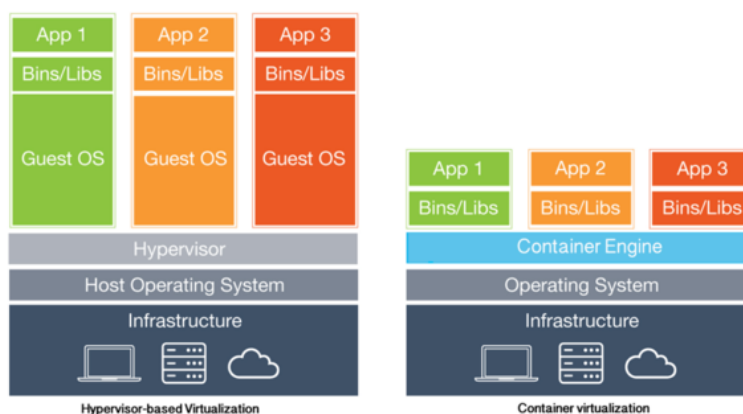 App 1
App 2
App 3
Bins/Libs
Bins/Libs
Bins/Libs
Guest OS
Guest OS
Guest OS
Hypervisor
Host Operating System
Infrastructure
Hypervisor-based Virtualization
App 1
App 2
App 3
Bins/Libs
Bins/Libs
Bins/Libs
Container Engine
Operating System
Infrastructure
Container virtualization